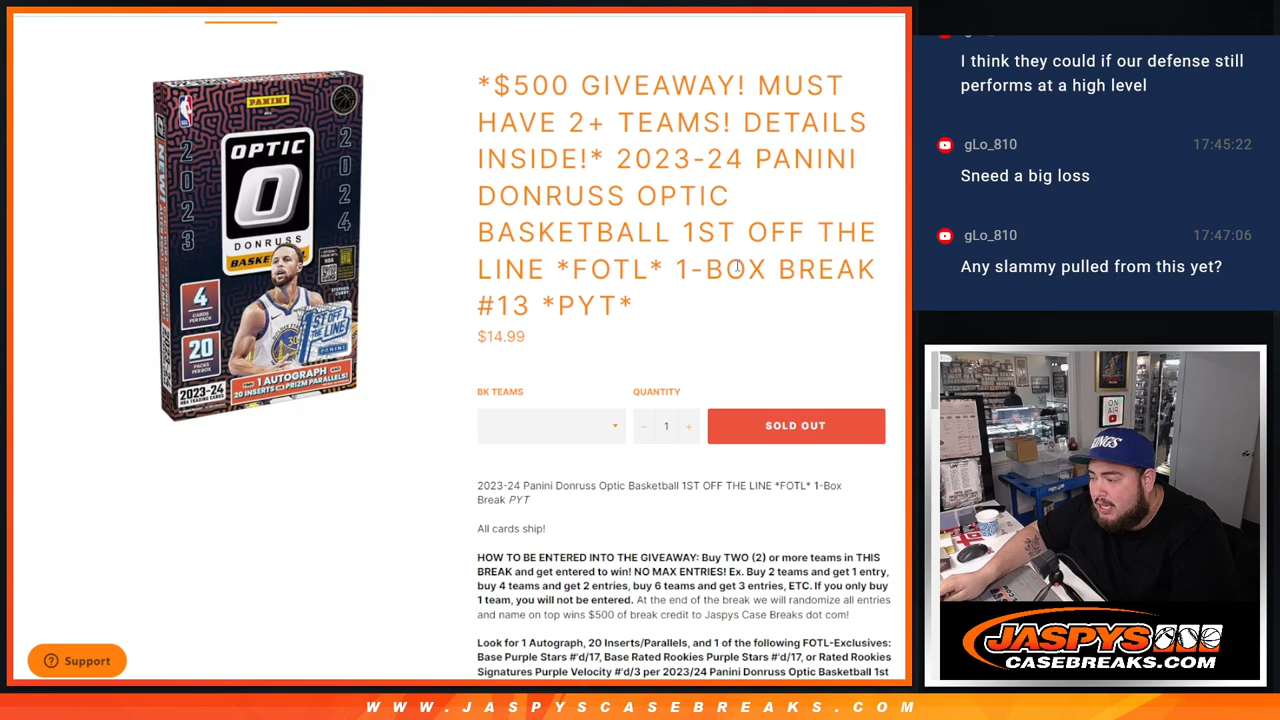 *$500 GIVEAWAY! MUST
HAVE 2+ TEAMS! DETAILS
INSIDE!* 2023-24 PANINI
DONRUSS OPTIC
BASKETBALL 1ST OFF THE
LINE *FOTL* 1-BOX BREAK
#13 *PYT*
$14.99
BK TEAMS
QUANTITY
− 1 +
SOLD OUT
2023-24 Panini Donruss Optic Basketball 1ST OFF THE LINE *FOTL* 1-Box
Break PYT
All cards ship!
HOW TO BE ENTERED INTO THE GIVEAWAY: Buy TWO (2) or more teams in THIS
BREAK and get entered to win! NO MAX ENTRIES! Ex. Buy 2 teams and get 1 entry,
buy 4 teams and get 2 entries, buy 6 teams and get 3 entries, ETC. If you only buy
1 team, you will not be entered. At the end of the break we will randomize all entries
and name on top wins $500 of break credit to Jaspys Case Breaks dot com!
Look for 1 Autograph, 20 Inserts/Parallels, and 1 of the following FOTL-Exclusives:
Base Purple Stars #'d/17, Base Rated Rookies Purple Stars #'d/17, or Rated Rookies
Signatures Purple Velocity #'d/3 per 2023/24 Panini Donruss Optic Basketball 1st
PANINI
2023
2024
OPTIC
O
DONRUSS
4
CARDS
PER PACK
20
PACKS
PER BOX
STEPHEN
CURRY
1ST OFF
THE LINE
PANINI
1 AUTOGRAPH
20 INSERTS OR PRIZM PARALLELS!
2023-24
NBA TRADING CARDS
Support
I think they could if our defense still
performs at a high level
gLo_810 17:45:22
Sneed a big loss
gLo_810 17:47:06
Any slammy pulled from this yet?
ON
AIR
KINGS
JASPYS
CASEBREAKS.COM
WWW.JASPYSCASEBREAKS.COM